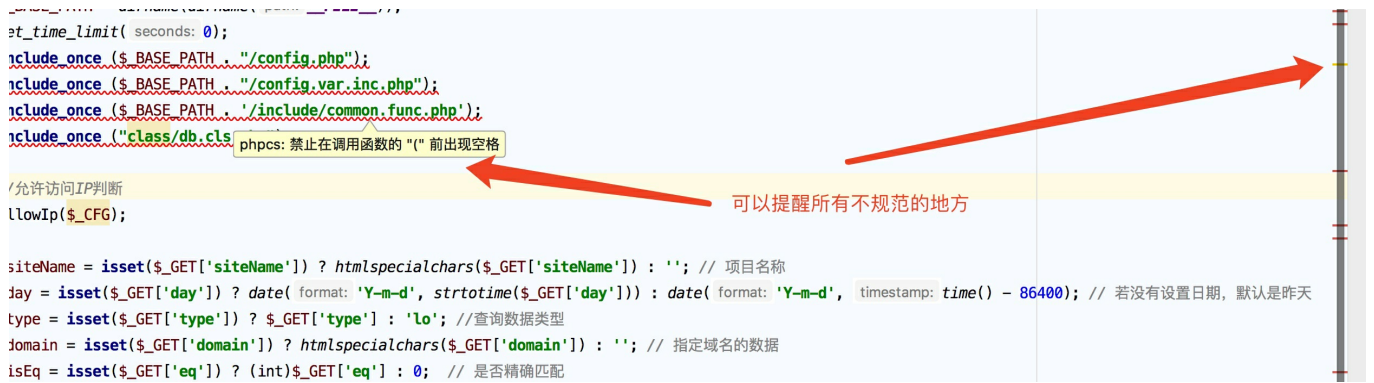 _BASE_PATH = dirname(dirname( path: __FILE__));
et_time_limit( seconds: 0);
nclude_once ($_BASE_PATH . "/config.php");
nclude_once ($_BASE_PATH . "/config.var.inc.php");
nclude_once ($_BASE_PATH . '/include/common.func.php');
nclude_once ("class/db.cls
phpcs: 禁止在调用函数的 "(" 前出现空格
/允许访问IP判断
可以提醒所有不规范的地方
llowIp($_CFG);
siteName = isset($_GET['siteName']) ? htmlspecialchars($_GET['siteName']) : ''; // 项目名称
day = isset($_GET['day']) ? date( format: 'Y-m-d', strtotime($_GET['day'])) : date( format: 'Y-m-d', timestamp: time() - 86400); // 若没有设置日期，默认是昨天
type = isset($_GET['type']) ? $_GET['type'] : 'lo'; //查询数据类型
domain = isset($_GET['domain']) ? htmlspecialchars($_GET['domain']) : ''; // 指定域名的数据
isEq = isset($_GET['eq']) ? (int)$_GET['eq'] : 0; // 是否精确匹配